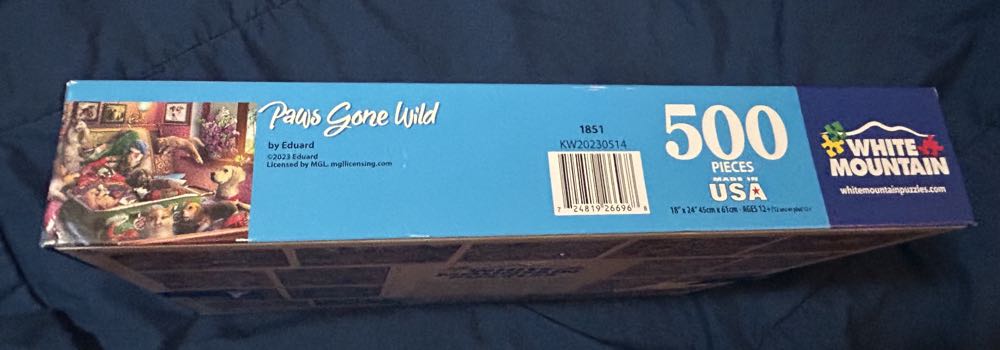 Paws Gone Wild
by Eduard
©2023 Eduard
Licensed by MGL. mgllicensing.com
1851
KW20230514
7 24819 26696 8
500
PIECES
MADE IN
USA
18" x 24" 45cm x 61cm - AGES 12+
WHITE
MOUNTAIN
whitemountainpuzzles.com